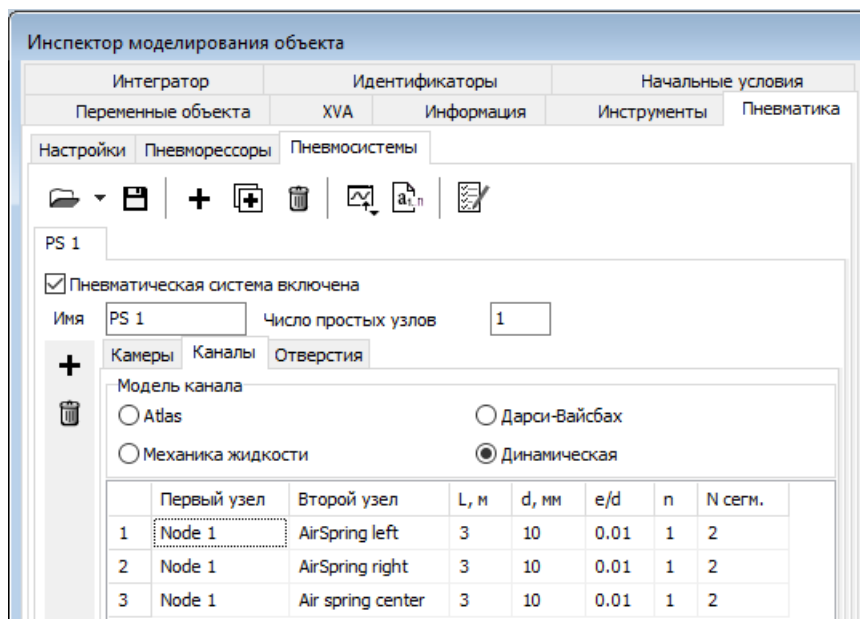 Инспектор моделирования объекта
Интегратор Идентификаторы Начальные условия
Переменные объекта XVA Информация Инструменты Пневматика
Настройки Пневморессоры Пневмосистемы
PS 1
Пневматическая система включена
Имя PS 1 Число простых узлов 1
Камеры Каналы Отверстия
Модель канала
Atlas Дарси-Вайсбах
Механика жидкости Динамическая
Первый узел Второй узел L, м d, мм e/d n N сегм.
1 Node 1 AirSpring left 3 10 0.01 1 2
2 Node 1 AirSpring right 3 10 0.01 1 2
3 Node 1 Air spring center 3 10 0.01 1 2